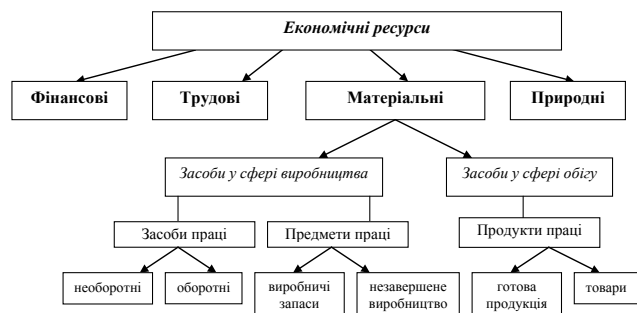 Економічні ресурси
Фінансові
Трудові
Матеріальні
Природні
Засоби у сфері виробництва
Засоби у сфері обігу
Засоби праці
Предмети праці
Продукти праці
необоротні
оборотні
виробничі
запаси
незавершене
виробництво
готова
продукція
товари